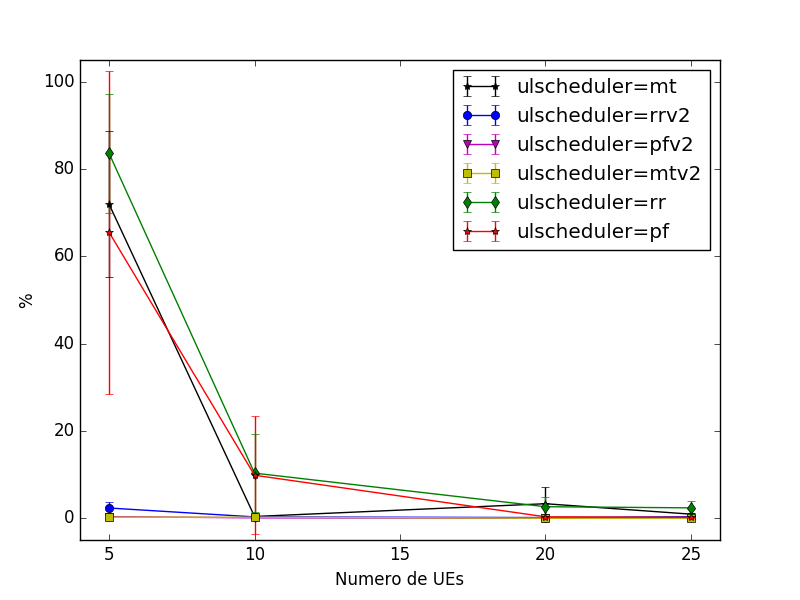 100
80
60
40
20
0
%
ulscheduler=mt
ulscheduler=rrv2
ulscheduler=pfv2
ulscheduler=mtv2
ulscheduler=rr
ulscheduler=pf
5 10 15 20 25
Numero de UEs